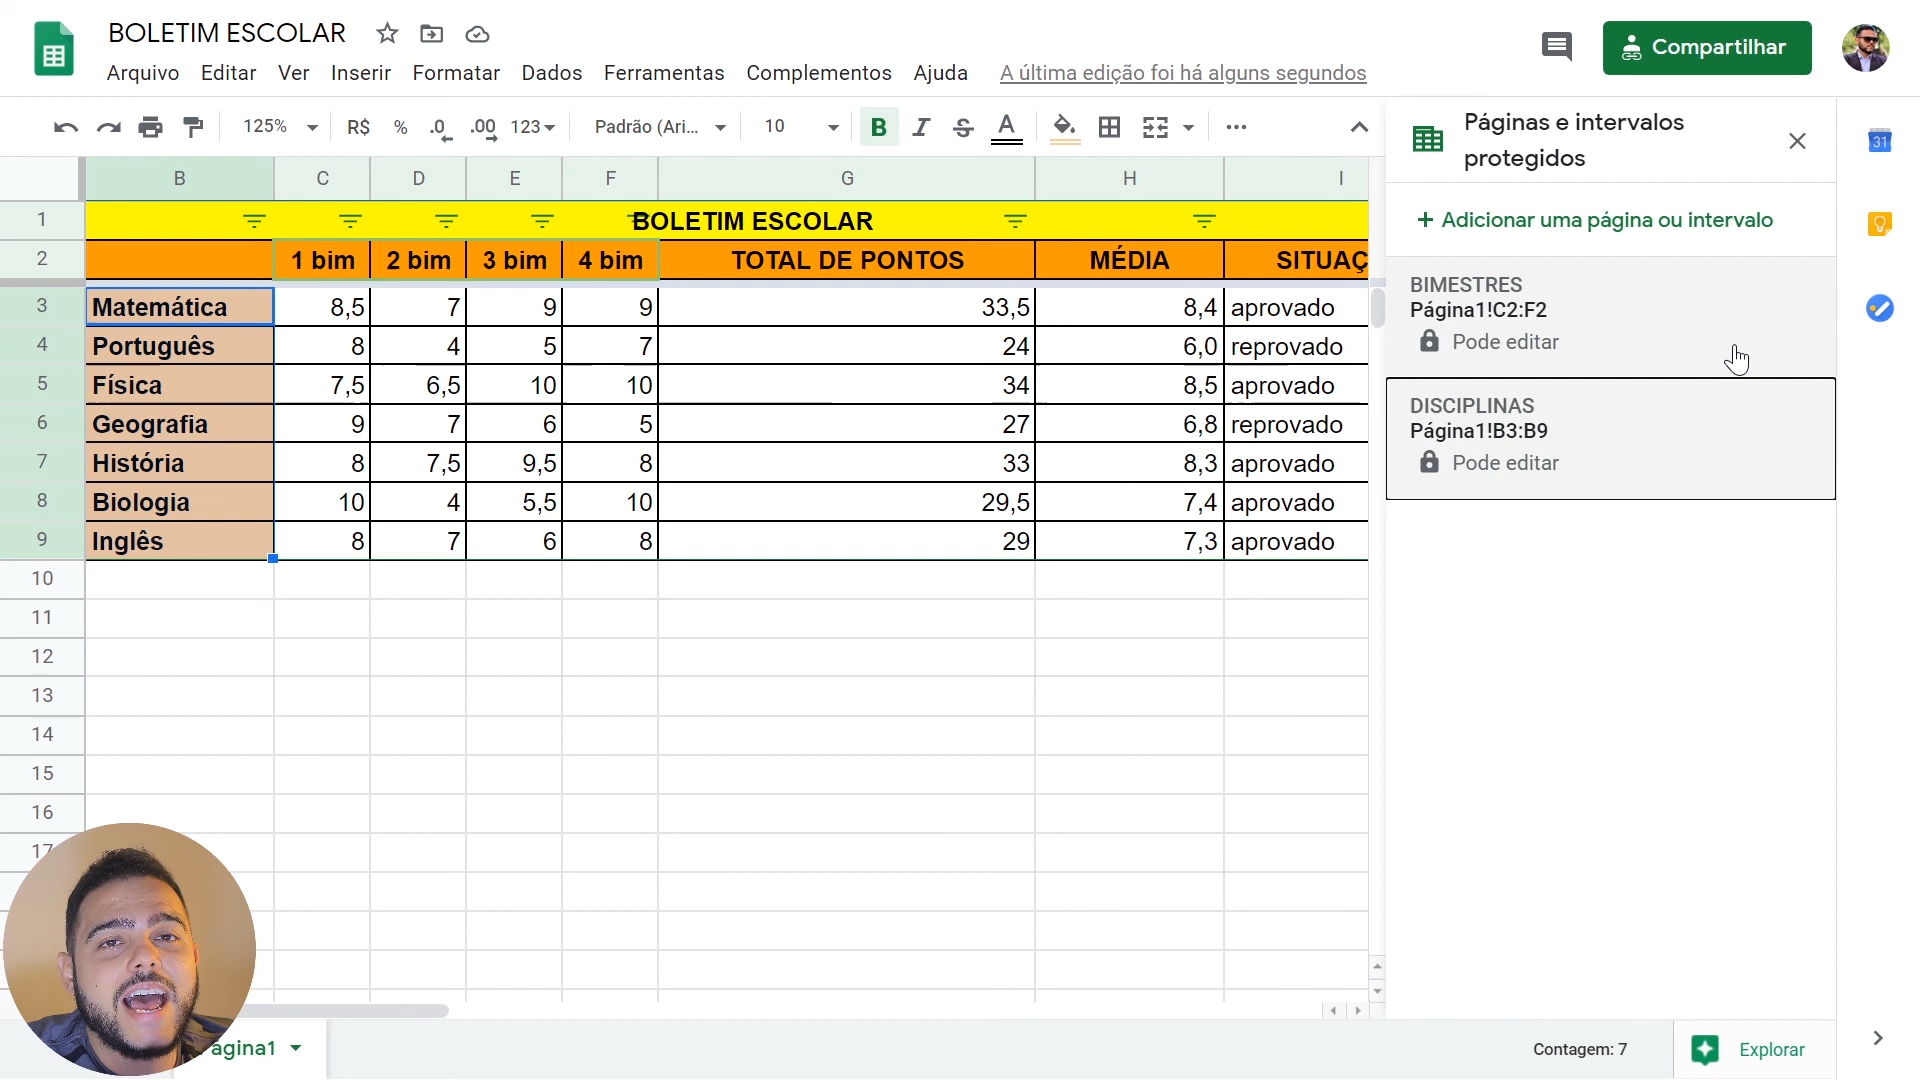 BOLETIM ESCOLAR
Arquivo Editar Ver Inserir Formatar Dados Ferramentas Complementos Ajuda A última edição foi há alguns segundos
Compartilhar
125% R$ % .0 .00 123 Padrão (Ari... 10 B I S A
Páginas e intervalos
protegidos
31
B C D E F G H I
1 BOLETIM ESCOLAR
2 1 bim 2 bim 3 bim 4 bim TOTAL DE PONTOS MÉDIA SITUAÇ
3 Matemática 8,5 7 9 9 33,5 8,4 aprovado
4 Português 8 4 5 7 24 6,0 reprovado
5 Física 7,5 6,5 10 10 34 8,5 aprovado
6 Geografia 9 7 6 5 27 6,8 reprovado
7 História 8 7,5 9,5 8 33 8,3 aprovado
8 Biologia 10 4 5,5 10 29,5 7,4 aprovado
9 Inglês 8 7 6 8 29 7,3 aprovado
10
11
12
13
14
15
16
17
+ Adicionar uma página ou intervalo
BIMESTRES
Página1!C2:F2
Pode editar
DISCIPLINAS
Página1!B3:B9
Pode editar
ágina1
Contagem: 7
Explorar